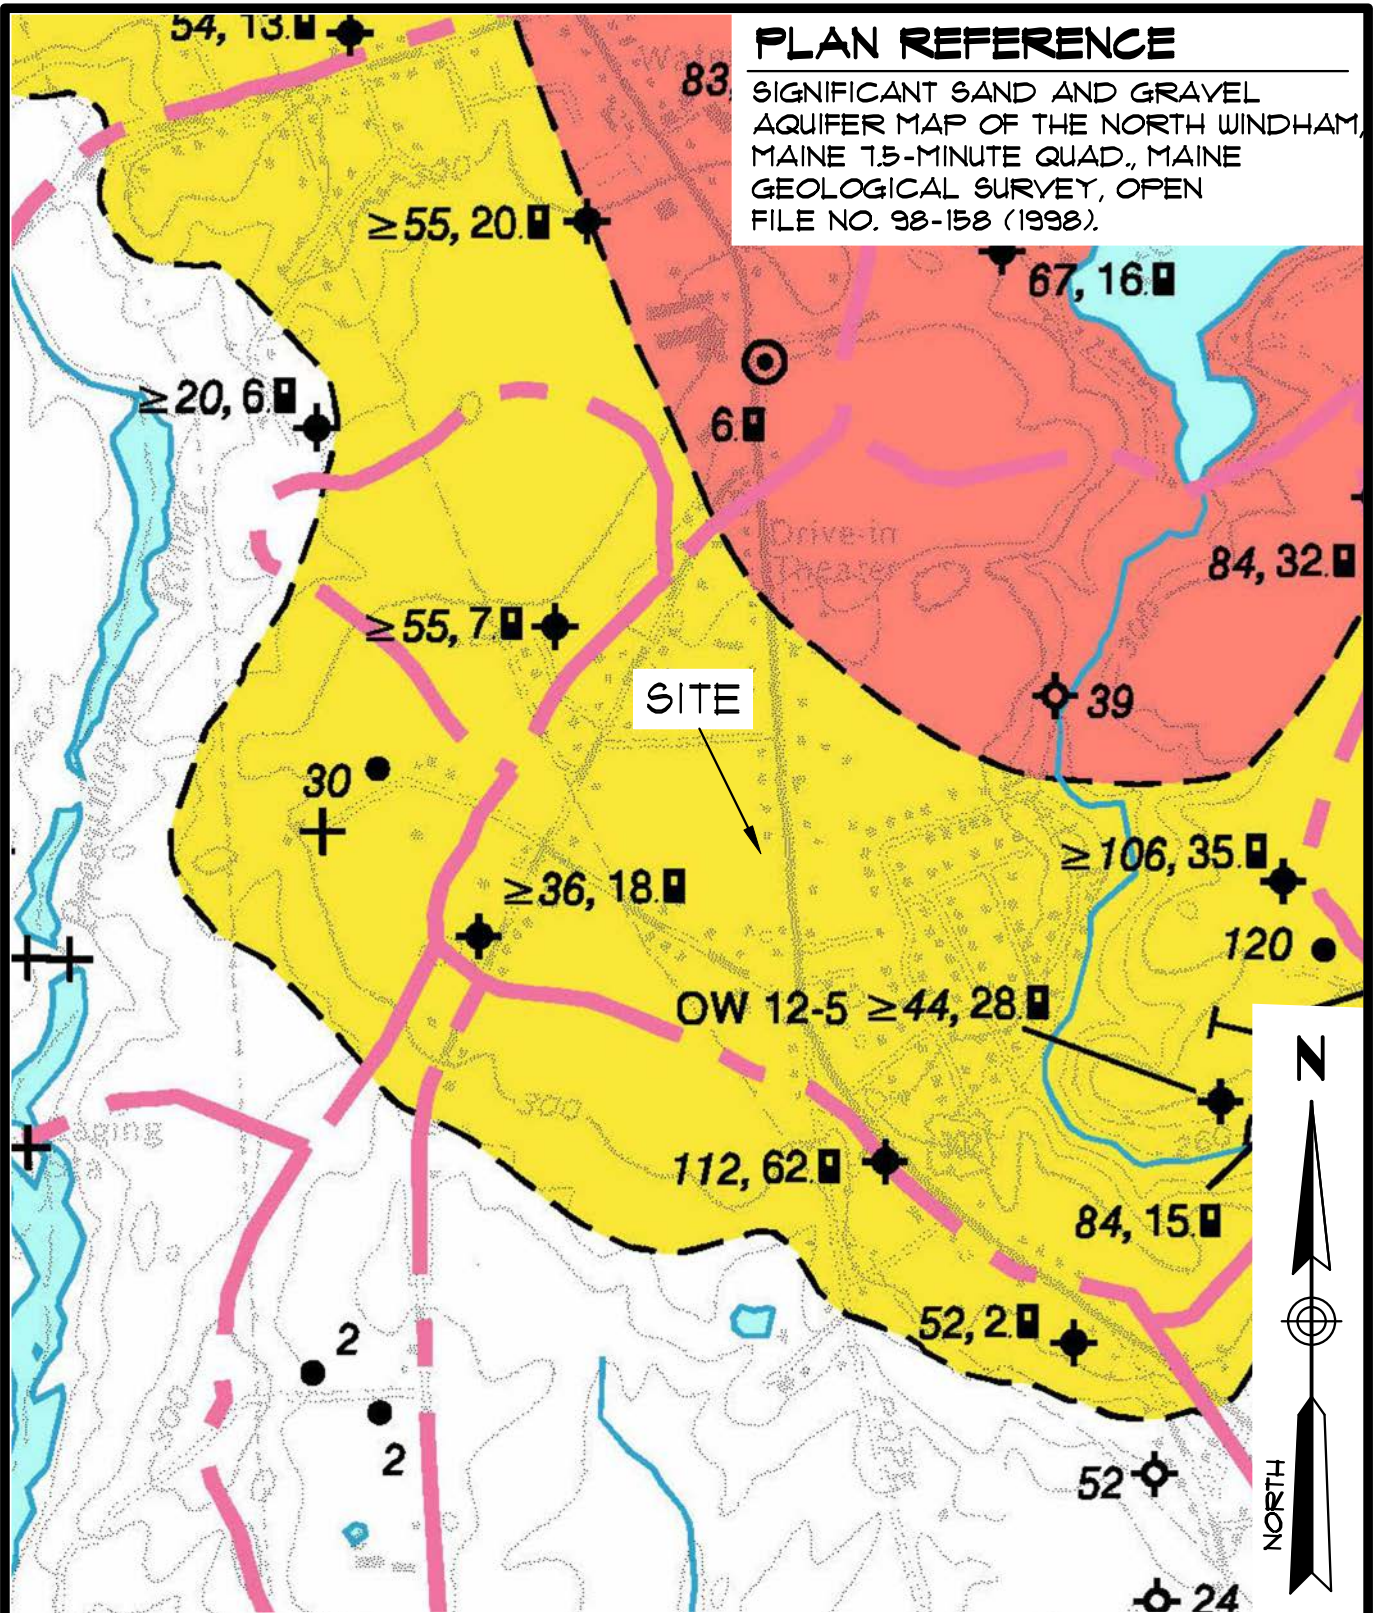 PLAN REFERENCE
SIGNIFICANT SAND AND GRAVEL
AQUIFER MAP OF THE NORTH WINDHAM,
MAINE 7.5-MINUTE QUAD., MAINE
GEOLOGICAL SURVEY, OPEN
FILE NO. 98-158 (1998).
54, 13.
83,
≥55, 20.
67, 16.
≥20, 6.
6.
Drive-in
Theater
84, 32.
≥55, 7.
SITE
39
30
≥106, 35.
≥36, 18.
120
OW 12-5 ≥44, 28.
N
300
112, 62.
84, 15.
52, 2.
2
2
52
NORTH
24